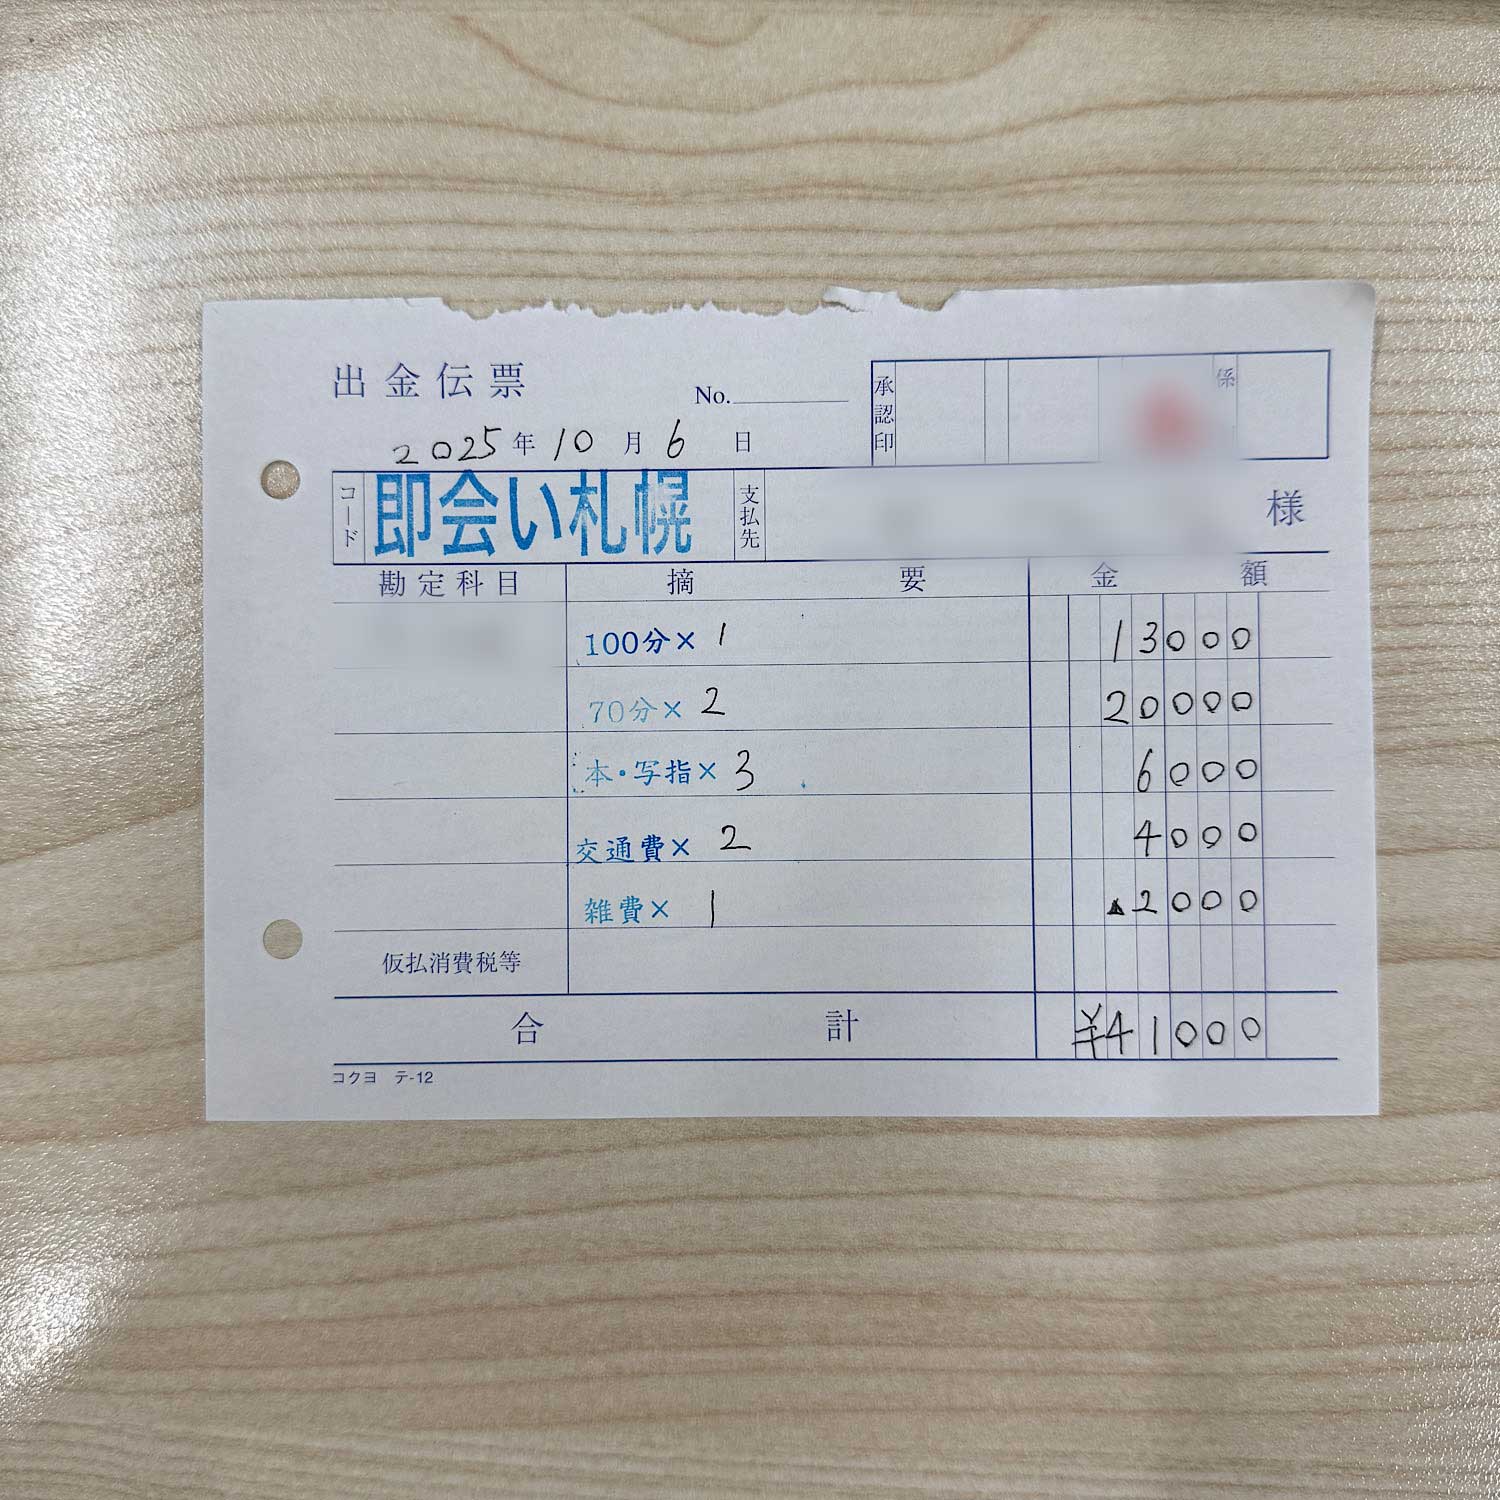 出金伝票 No.
2025年10月6日
承認印 係
コード 即会い札幌 支払先 様
勘定科目 摘要 金額
100分× 1 13000
70分× 2 20000
本・写指× 3 6000
交通費× 2 4000
雑費× 1 ▲2000
仮払消費税等
合計 ¥41000
コクヨ テ-12